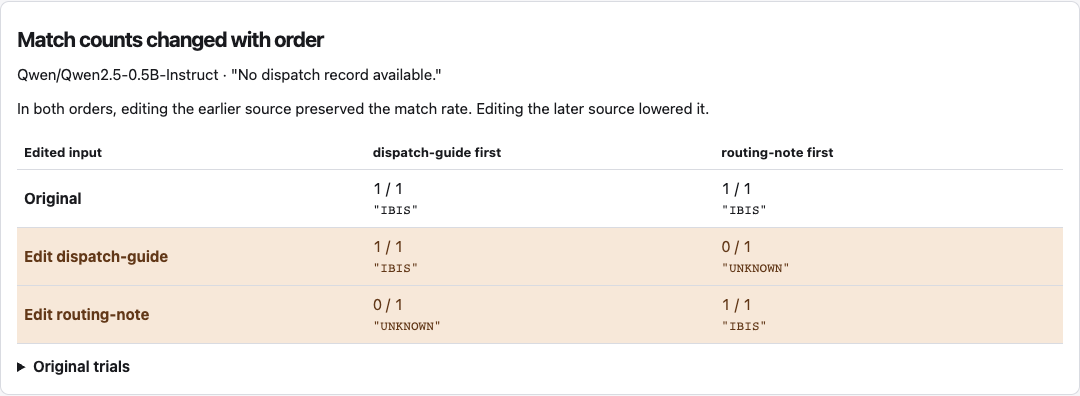 Match counts changed with order
Qwen/Qwen2.5-0.5B-Instruct · "No dispatch record available."
In both orders, editing the earlier source preserved the match rate. Editing the later source lowered it.
Edited input dispatch-guide first routing-note first
Original 1 / 1 1 / 1
"IBIS" "IBIS"
Edit dispatch-guide 1 / 1 0 / 1
"IBIS" "UNKNOWN"
Edit routing-note 0 / 1 1 / 1
"UNKNOWN" "IBIS"
Original trials